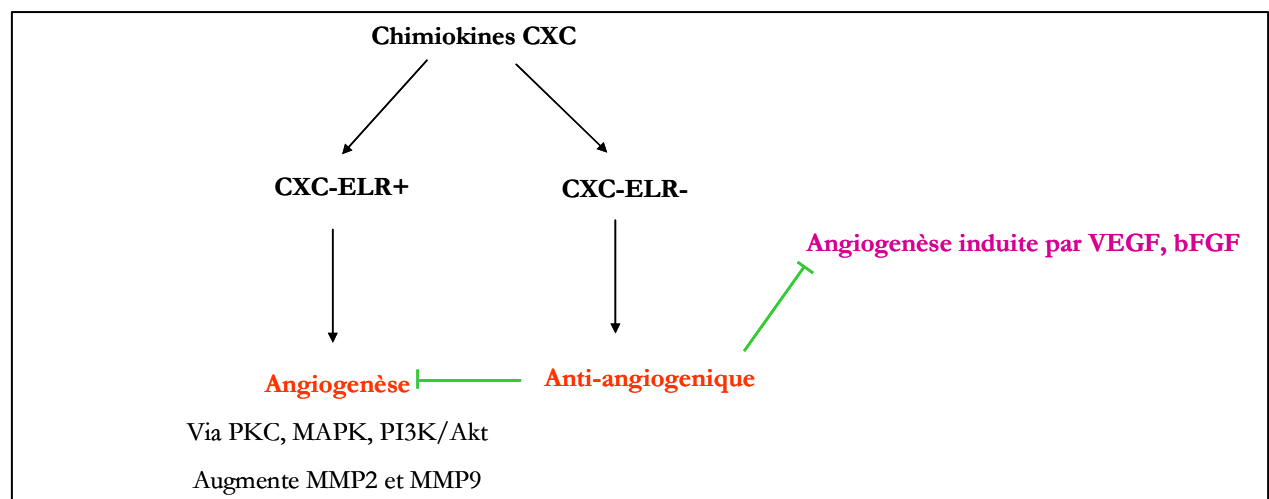 Chimiokines CXC
CXC-ELR+
CXC-ELR-
Angiogenèse induite par VEGF, bFGF
Angiogenèse
Anti-angiogenique
Via PKC, MAPK, PI3K/Akt
Augmente MMP2 et MMP9